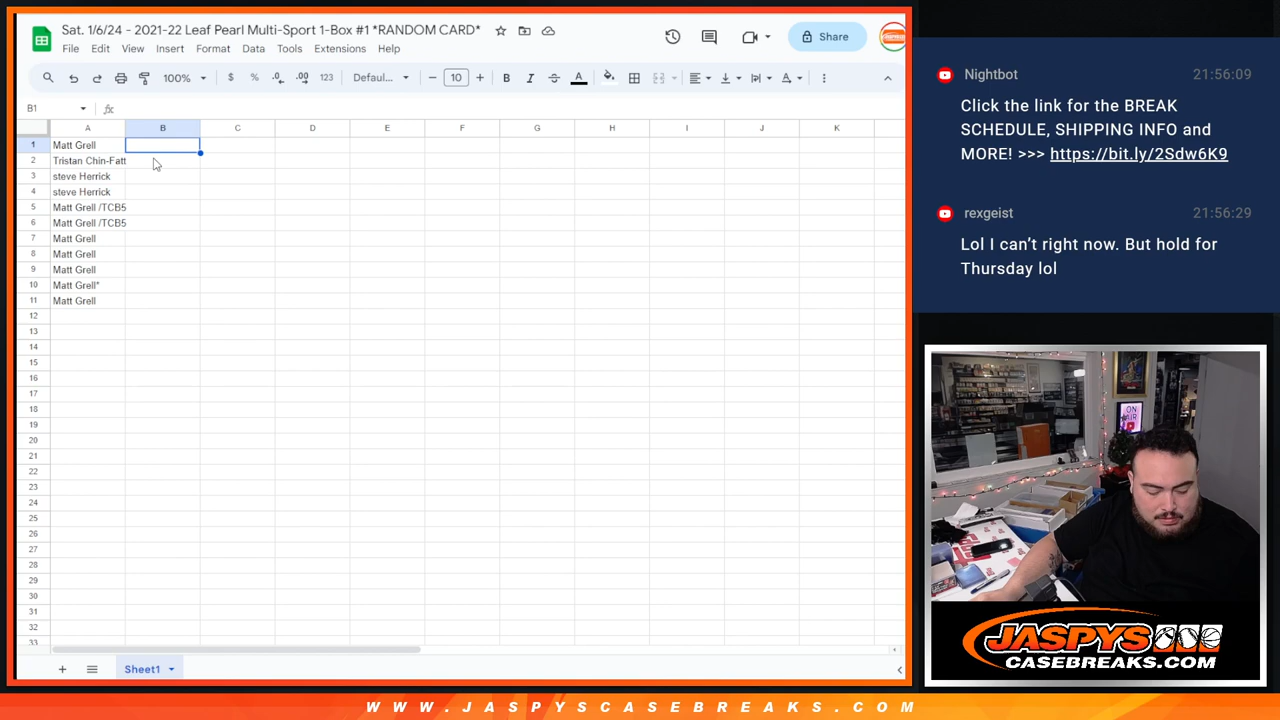 Sat. 1/6/24 - 2021-22 Leaf Pearl Multi-Sport 1-Box #1 *RANDOM CARD*
File Edit View Insert Format Data Tools Extensions Help
Share
100% $ % .0 .00 123 Defaul... 10 B I A
B1 fx
A B C D E F G H I J K
1 Matt Grell
2 Tristan Chin-Fatt
3 steve Herrick
4 steve Herrick
5 Matt Grell /TCB5
6 Matt Grell /TCB5
7 Matt Grell
8 Matt Grell
9 Matt Grell
10 Matt Grell*
11 Matt Grell
12
13
14
15
16
17
18
19
20
21
22
23
24
25
26
27
28
29
30
31
32
33
Sheet1
Nightbot 21:56:09
Click the link for the BREAK
SCHEDULE, SHIPPING INFO and
MORE! >>> https://bit.ly/2Sdw6K9
rexgeist 21:56:29
Lol I can't right now. But hold for
Thursday lol
ON
AIR
JASPYS
CASEBREAKS.COM
WWW.JASPYSCASEBREAKS.COM